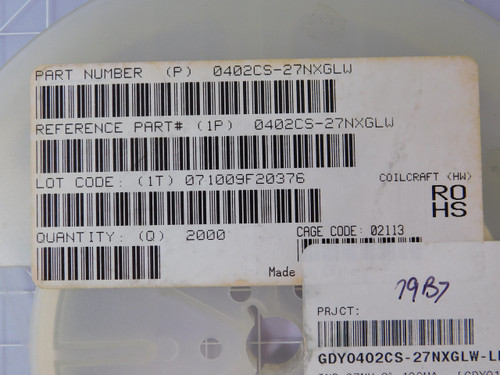 PART NUMBER (P) 0402CS-27NXGLW
REFERENCE PART# (1P) 0402CS-27NXGLW
LOT CODE: (1T) 071009F20376
COILCRAFT (HW)
RO
HS
QUANTITY: (Q) 2000
CAGE CODE: 02113
Made
79B7
PRJCT:
GDY0402CS-27NXGLW-L